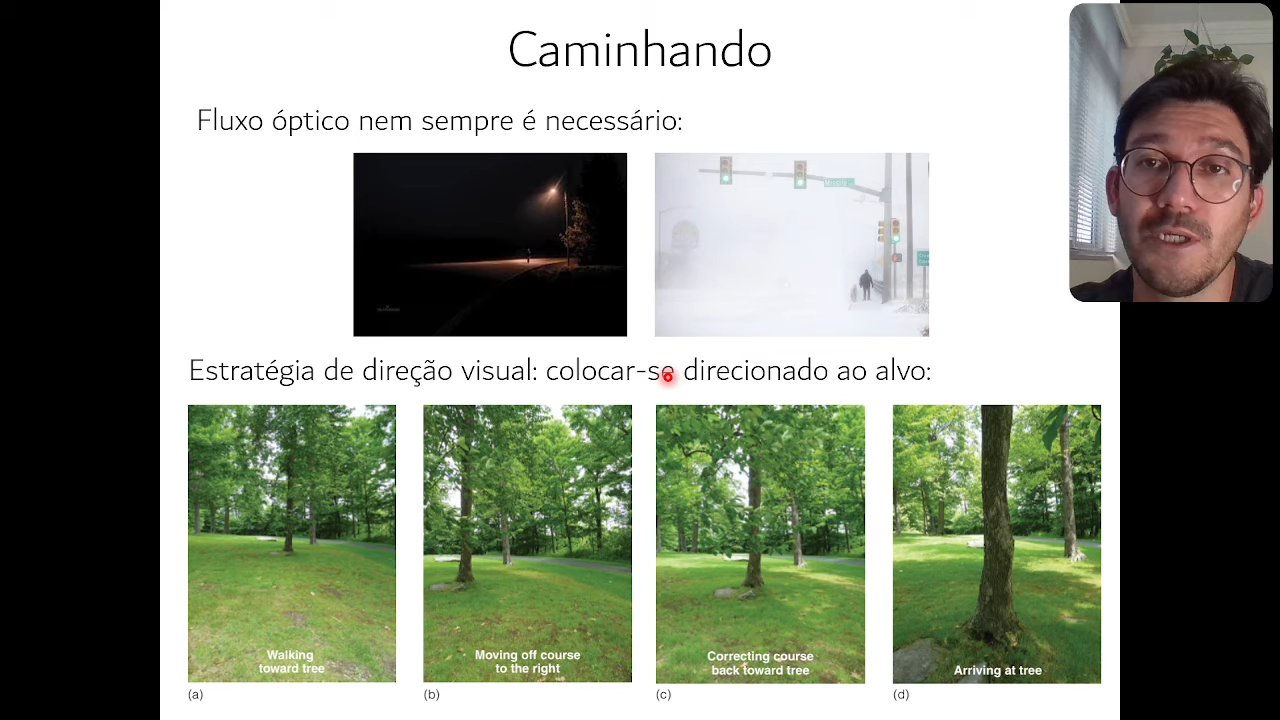 Caminhando
Fluxo óptico nem sempre é necessário:
Estratégia de direção visual: colocar-se direcionado ao alvo:
Walking
toward tree
Moving off course
to the right
Correcting course
back toward tree
Arriving at tree
(a)
(b)
(c)
(d)